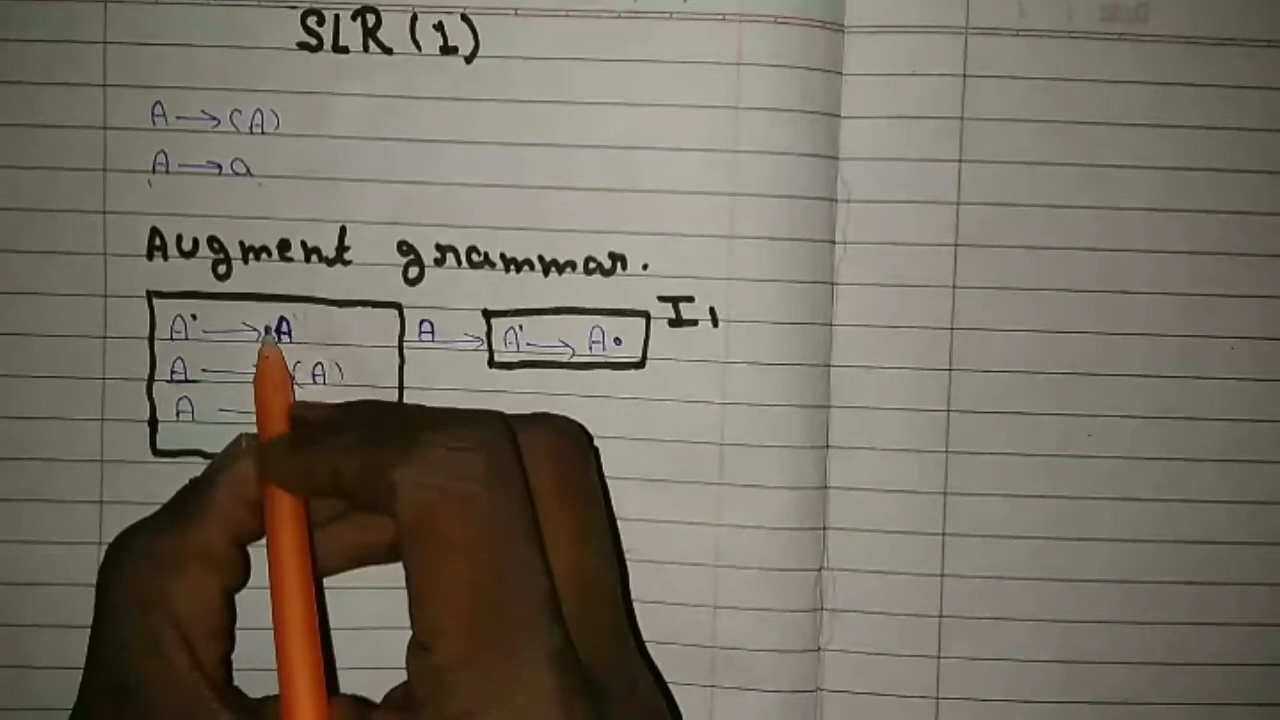 SLR (1)
A → (A)
A → a
Augment grammar.
A' → •A A → A' → A• I₁
A → (A)
A →